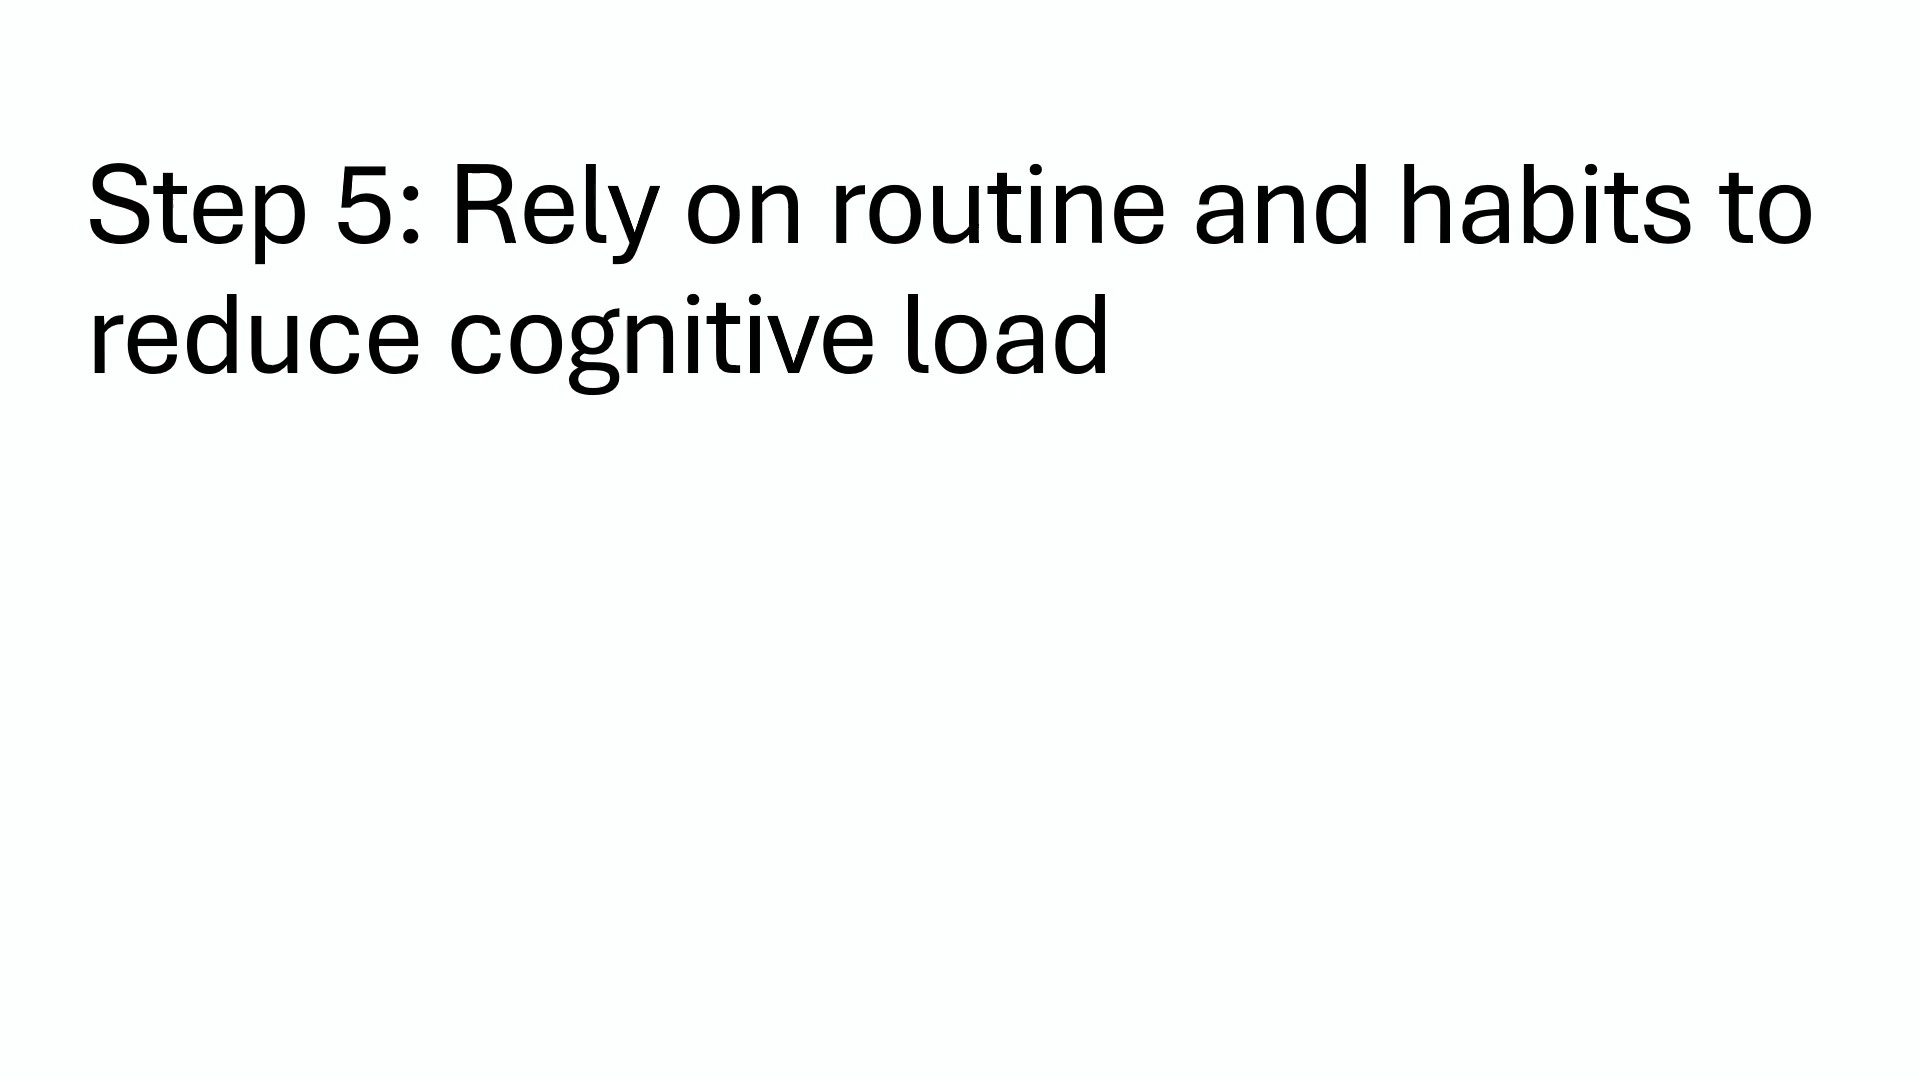 Step 5: Rely on routine and habits to
reduce cognitive load